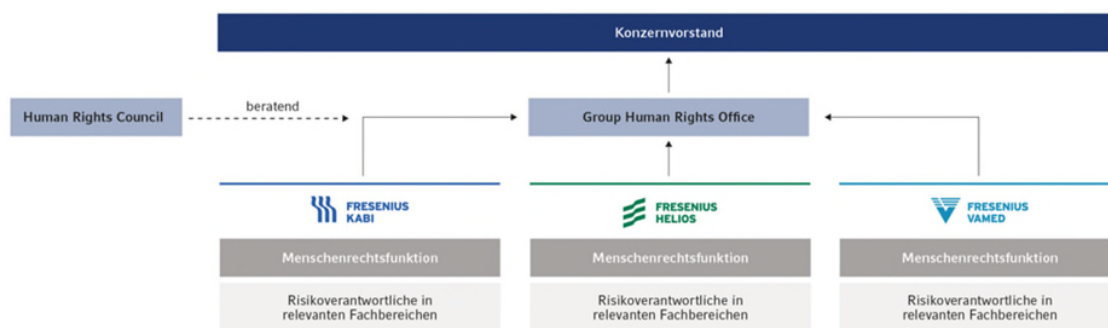 Konzernvorstand
beratend
Human Rights Council
Group Human Rights Office
FRESENIUS
KABI
FRESENIUS
HELIOS
FRESENIUS
VAMED
Menschenrechtsfunktion
Menschenrechtsfunktion
Menschenrechtsfunktion
Risikoverantwortliche in
relevanten Fachbereichen
Risikoverantwortliche in
relevanten Fachbereichen
Risikoverantwortliche in
relevanten Fachbereichen